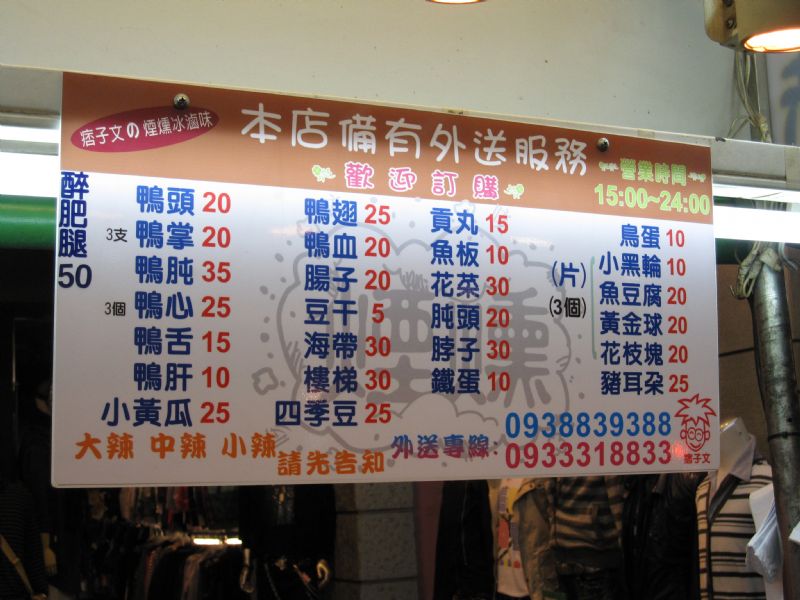 痞子文の煙燻冰滷味
本店備有外送服務
歡迎訂購
營業時間
15:00~24:00
醉肥腿50
鴨頭 20
3支 鴨掌 20
鴨肫 35
3個 鴨心 25
鴨舌 15
鴨肝 10
小黃瓜 25
鴨翅 25
鴨血 20
腸子 20
豆干 5
海帶 30
樓梯 30
四季豆 25
貢丸 15
魚板 10
花菜 30
肫頭 20
脖子 30
鐵蛋 10
(片)
(3個)
鳥蛋 10
小黑輪 10
魚豆腐 20
黃金球 20
花枝塊 20
豬耳朵 25
煙燻
大辣 中辣 小辣
請先告知
外送專線:
0938839388
0933318833
痞子文